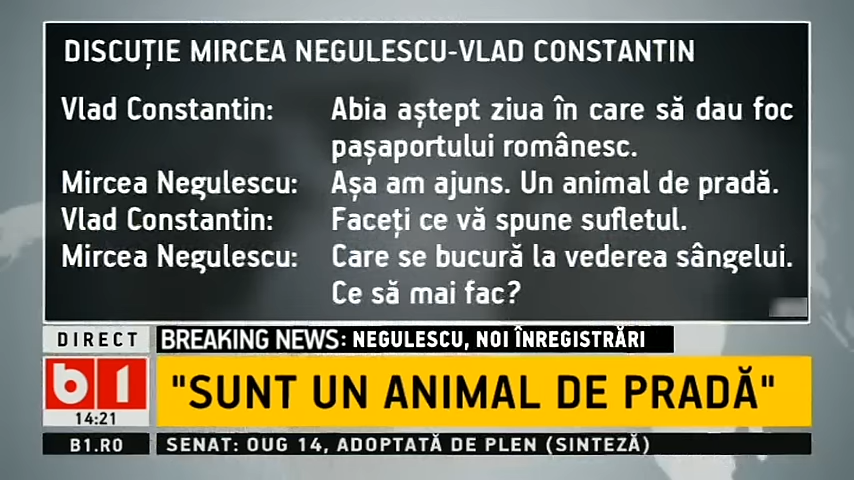 DISCUȚIE MIRCEA NEGULESCU-VLAD CONSTANTIN
Vlad Constantin: Abia aștept ziua în care să dau foc
pașaportului românesc.
Mircea Negulescu: Așa am ajuns. Un animal de pradă.
Vlad Constantin: Faceți ce vă spune sufletul.
Mircea Negulescu: Care se bucură la vederea sângelui.
Ce să mai fac?
DIRECT BREAKING NEWS: NEGULESCU, NOI ÎNREGISTRĂRI
b1
"SUNT UN ANIMAL DE PRADĂ"
14:21
B1.RO SENAT: OUG 14, ADOPTATĂ DE PLEN (SINTEZĂ)